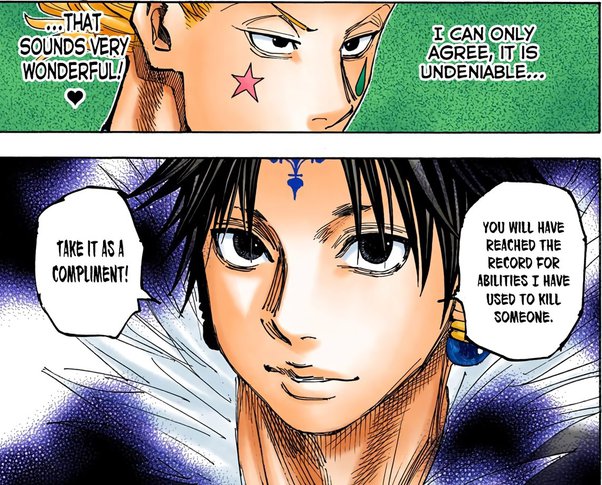 I CAN ONLY
AGREE, IT IS
UNDENIABLE...
...THAT
SOUNDS VERY
WONDERFUL!
♥
YOU WILL HAVE
REACHED THE
RECORD FOR
ABILITIES I HAVE
USED TO KILL
SOMEONE.
TAKE IT AS A
COMPLIMENT!